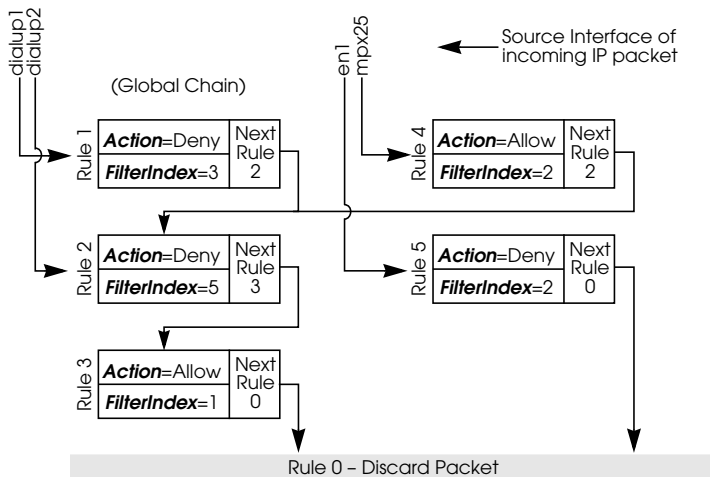 dialup1
dialup2
en1
mpx25
Source Interface of
incoming IP packet
(Global Chain)
Rule 1
Action=Deny
FilterIndex=3
Next
Rule
2
Rule 4
Action=Allow
FilterIndex=2
Next
Rule
2
Rule 2
Action=Deny
FilterIndex=5
Next
Rule
3
Rule 5
Action=Deny
FilterIndex=2
Next
Rule
0
Rule 3
Action=Allow
FilterIndex=1
Next
Rule
0
Rule 0 – Discard Packet